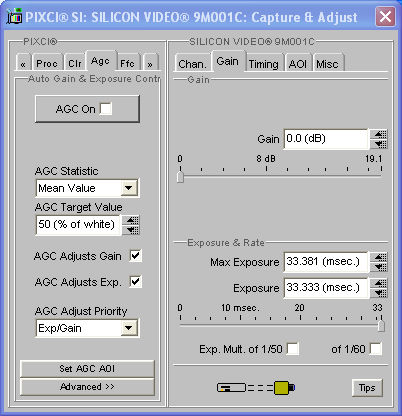 PIXCI® SI: SILICON VIDEO® 9M001C: Capture & Adjust
PIXCI®
« Proc Clr Agc Ffc »
Auto Gain & Exposure Contr
AGC On
AGC Statistic
Mean Value
AGC Target Value
50 (% of white)
AGC Adjusts Gain
AGC Adjusts Exp.
AGC Adjust Priority
Exp/Gain
Set AGC AOI
Advanced >>
SILICON VIDEO® 9M001C
Chan. Gain Timing AOI Misc
Gain
Gain 0.0 (dB)
0 8 dB 19.1
Exposure & Rate
Max Exposure 33.381 (msec.)
Exposure 33.333 (msec.)
0 10 msec. 20 33
Exp. Mult. of 1/50 of 1/60
Tips